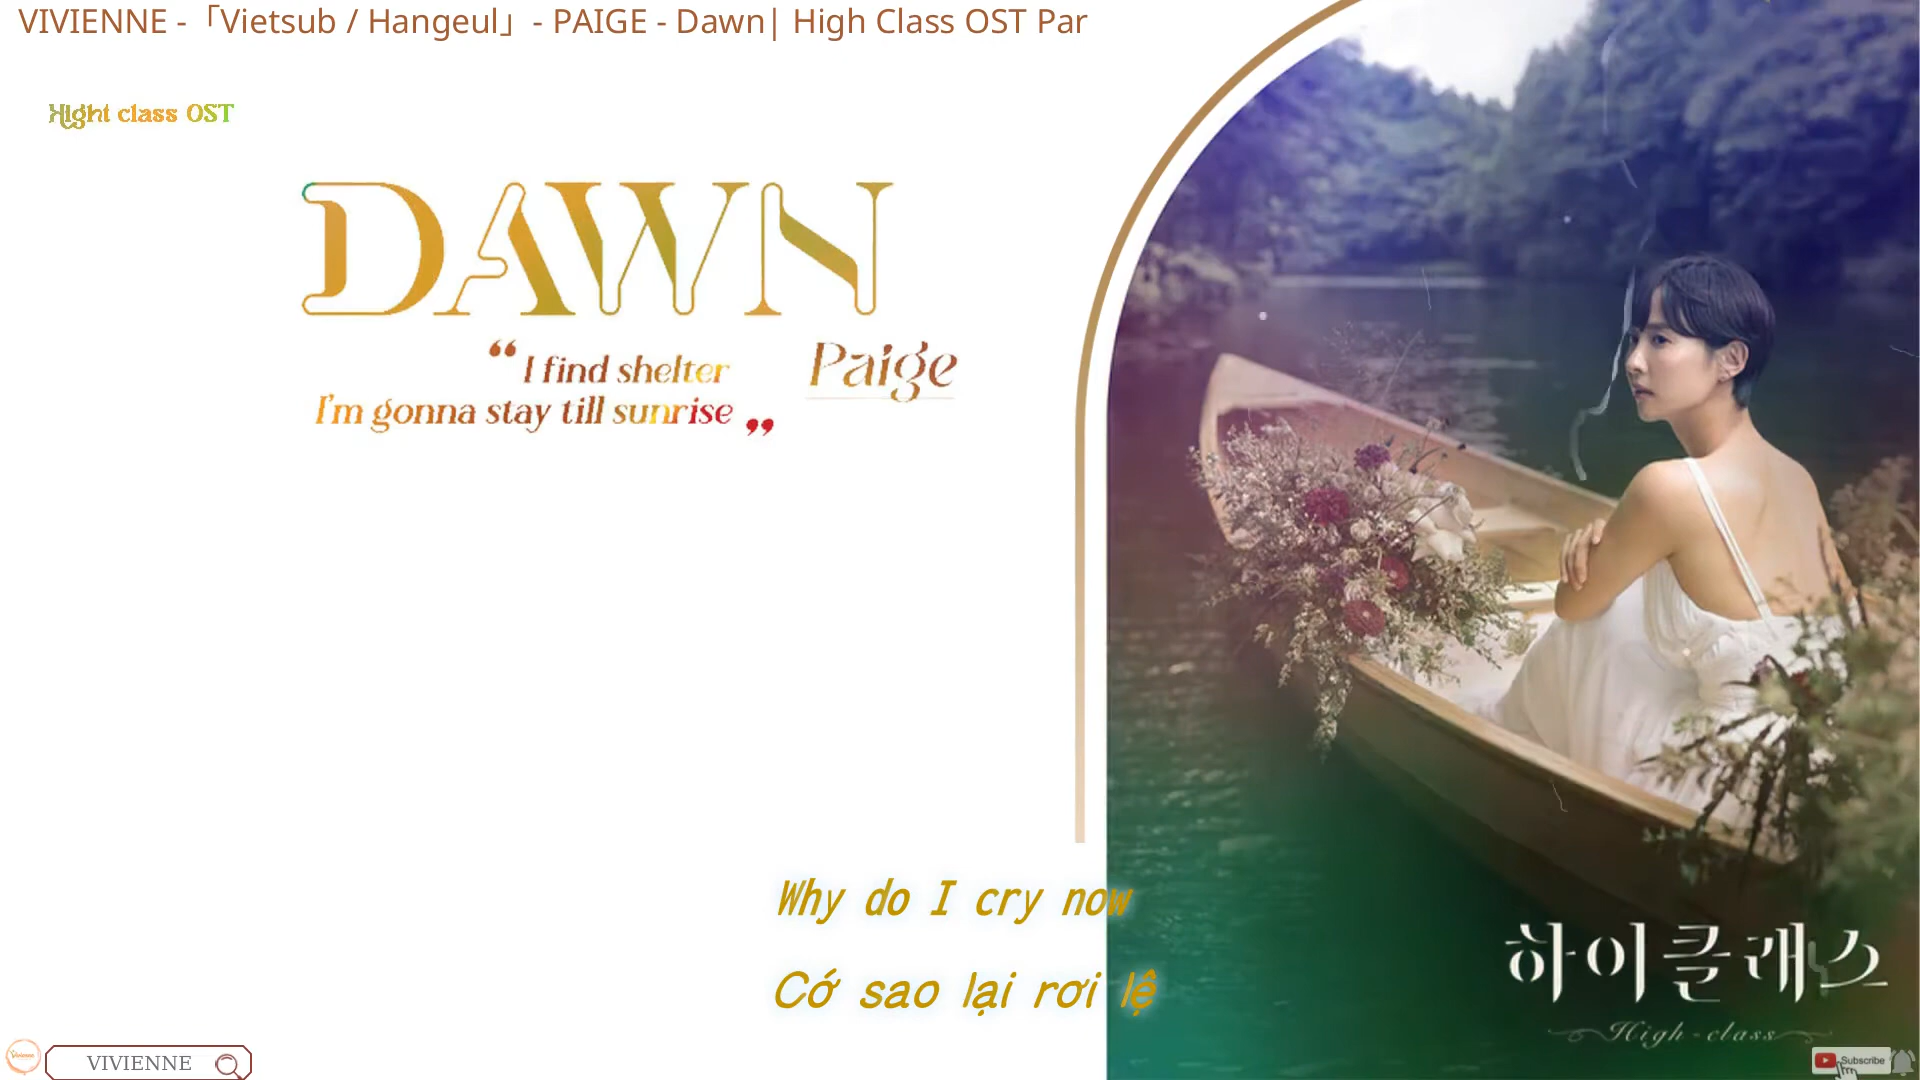 VIVIENNE -「Vietsub / Hangeul」- PAIGE - Dawn| High Class OST Par
Hight class OST
DAWN
“ I find shelter
I'm gonna stay till sunrise ”
Paige
Why do I cry now
Cớ sao lại rơi lệ
하이클래스
High-class
VIVIENNE
Subscribe